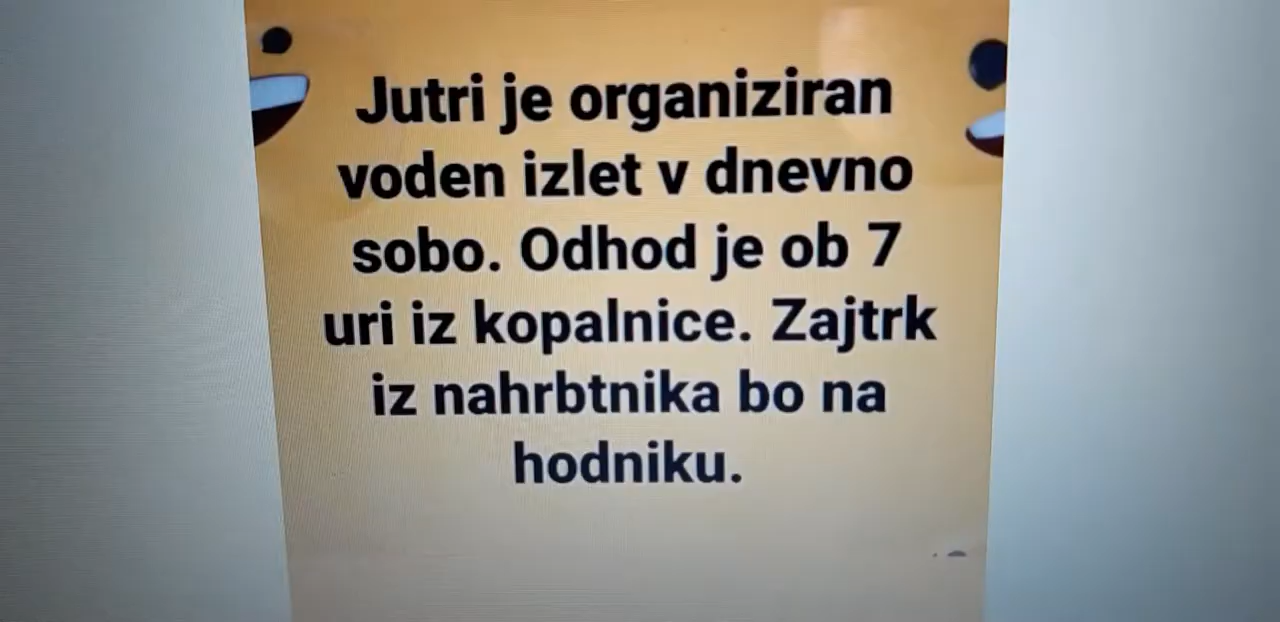 Jutri je organiziran
voden izlet v dnevno
sobo. Odhod je ob 7
uri iz kopalnice. Zajtrk
iz nahrbtnika bo na
hodniku.